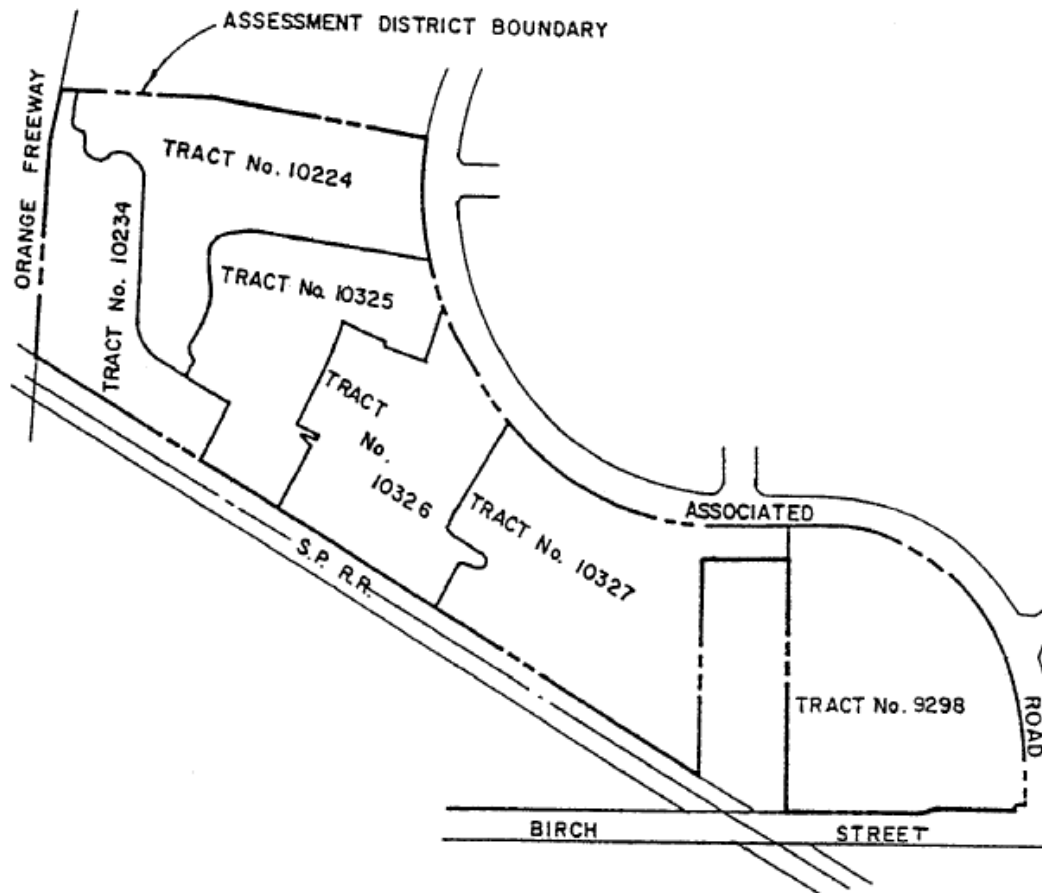 ASSESSMENT DISTRICT BOUNDARY
ORANGE FREEWAY
TRACT No. 10224
TRACT No. 10234
TRACT No. 10325
TRACT
No.
10326
TRACT No. 10327
S.P. R.R.
ASSOCIATED
ROAD
TRACT No. 9298
BIRCH STREET